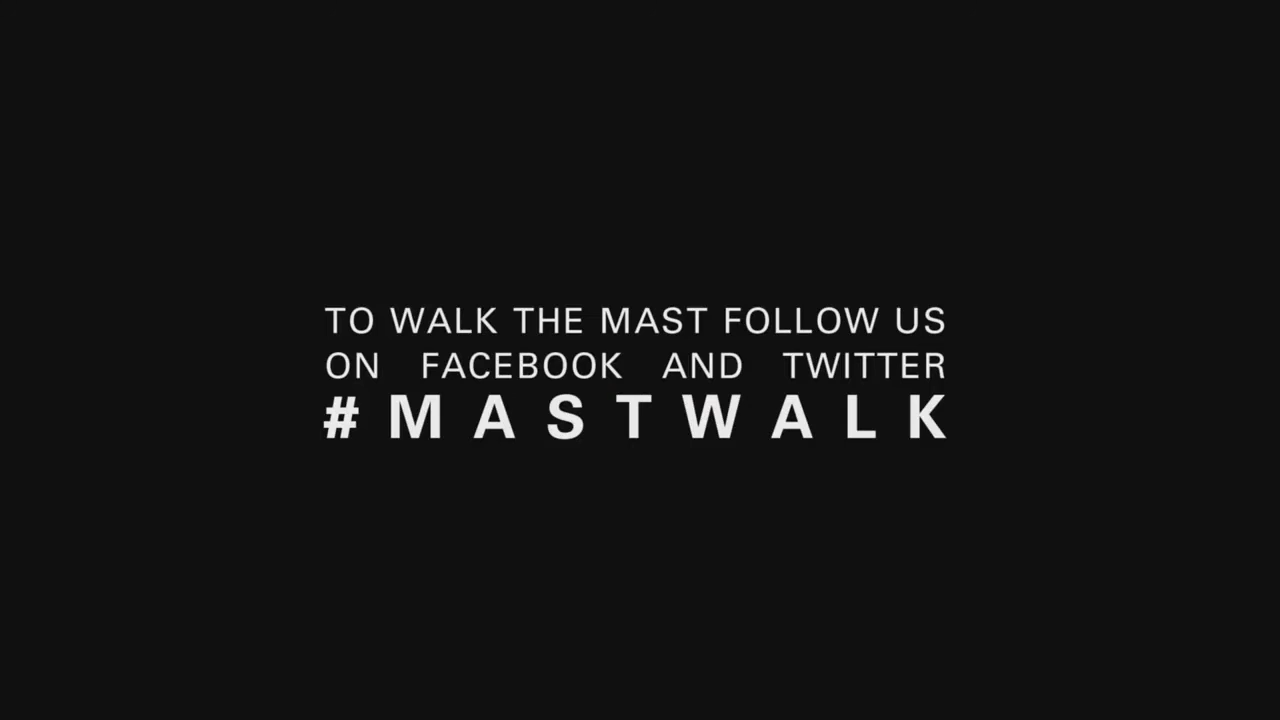 TO WALK THE MAST FOLLOW US
ON FACEBOOK AND TWITTER
#MASTWALK